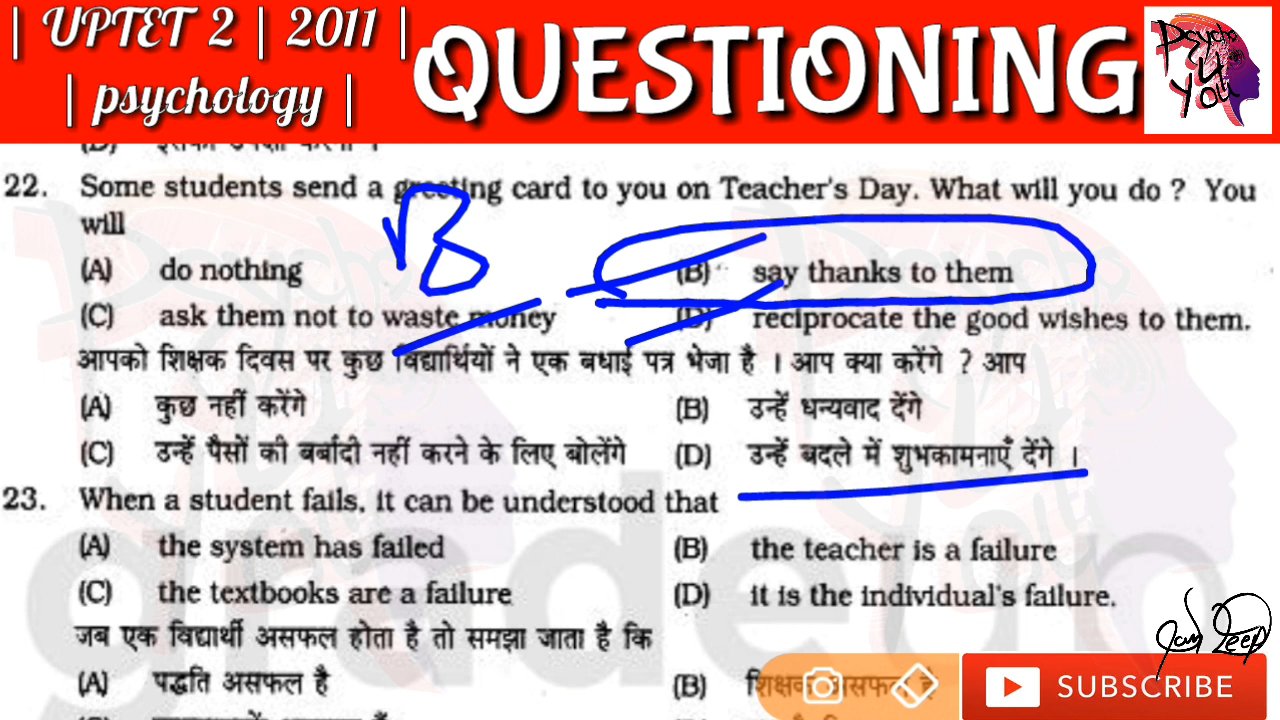 | UPTET 2 | 2011 |
| psychology |
QUESTIONING
Psycho
4
You
22. Some students send a greeting card to you on Teacher's Day. What will you do ? You
will
B
(A) do nothing (B) say thanks to them
(C) ask them not to waste money (D) reciprocate the good wishes to them.
आपको शिक्षक दिवस पर कुछ विद्यार्थियों ने एक बधाई पत्र भेजा है । आप क्या करेंगे ? आप
(A) कुछ नहीं करेंगे (B) उन्हें धन्यवाद देंगे
(C) उन्हें पैसों की बर्बादी नहीं करने के लिए बोलेंगे (D) उन्हें बदले में शुभकामनाएँ देंगे ।
23. When a student fails, it can be understood that
(A) the system has failed (B) the teacher is a failure
(C) the textbooks are a failure (D) it is the individual's failure.
जब एक विद्यार्थी असफल होता है तो समझा जाता है कि
(A) पद्धति असफल है (B) शिक्षक असफल है
SUBSCRIBE